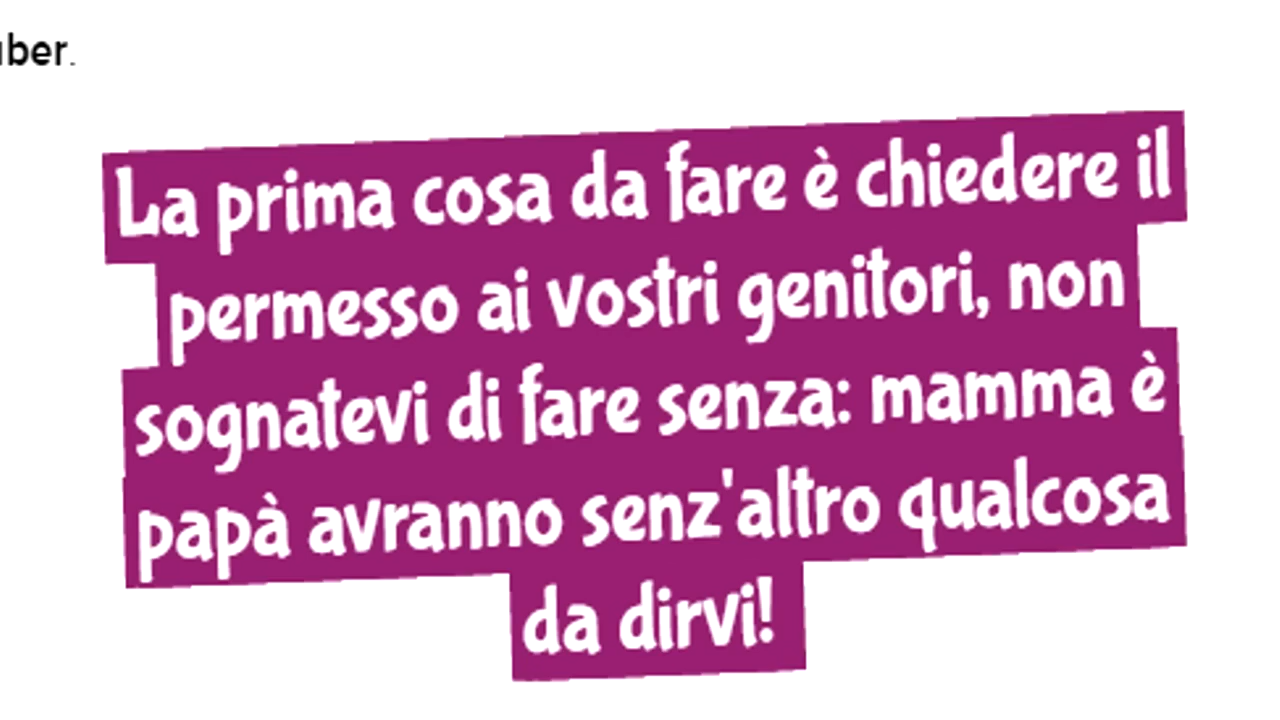 La prima cosa da fare è chiedere il
permesso ai vostri genitori, non
sognatevi di fare senza: mamma è
papà avranno senz'altro qualcosa
da dirvi!